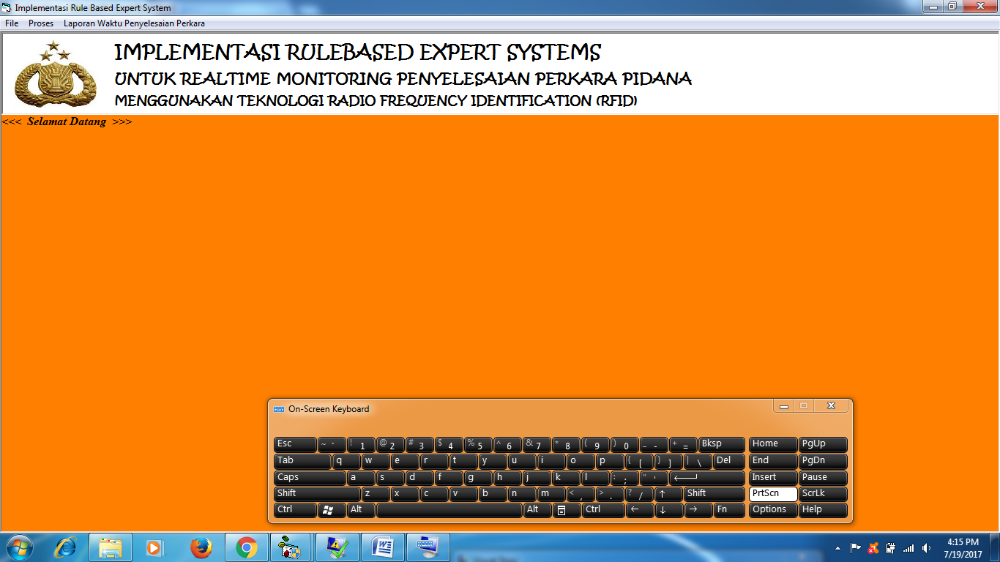 Implementasi Rule Based Expert System
File Proses Laporan Waktu Penyelesaian Perkara
IMPLEMENTASI RULEBASED EXPERT SYSTEMS
UNTUK REALTIME MONITORING PENYELESAIAN PERKARA PIDANA
MENGGUNAKAN TEKNOLOGI RADIO FREQUENCY IDENTIFICATION (RFID)
<<< Selamat Datang >>>
On-Screen Keyboard
Esc ~ ` ! 1 @ 2 # 3 $ 4 % 5 ^ 6 & 7 * 8 ( 9 ) 0 _ - + = Bksp Home PgUp
Tab q w e r t y u i o p { [ } ] | \ Del End PgDn
Caps a s d f g h j k l : ; " ' Insert Pause
Shift z x c v b n m < , > . ? / ↑ Shift PrtScn ScrLk
Ctrl Alt Alt Ctrl ← ↓ → Fn Options Help
4:15 PM
7/19/2017